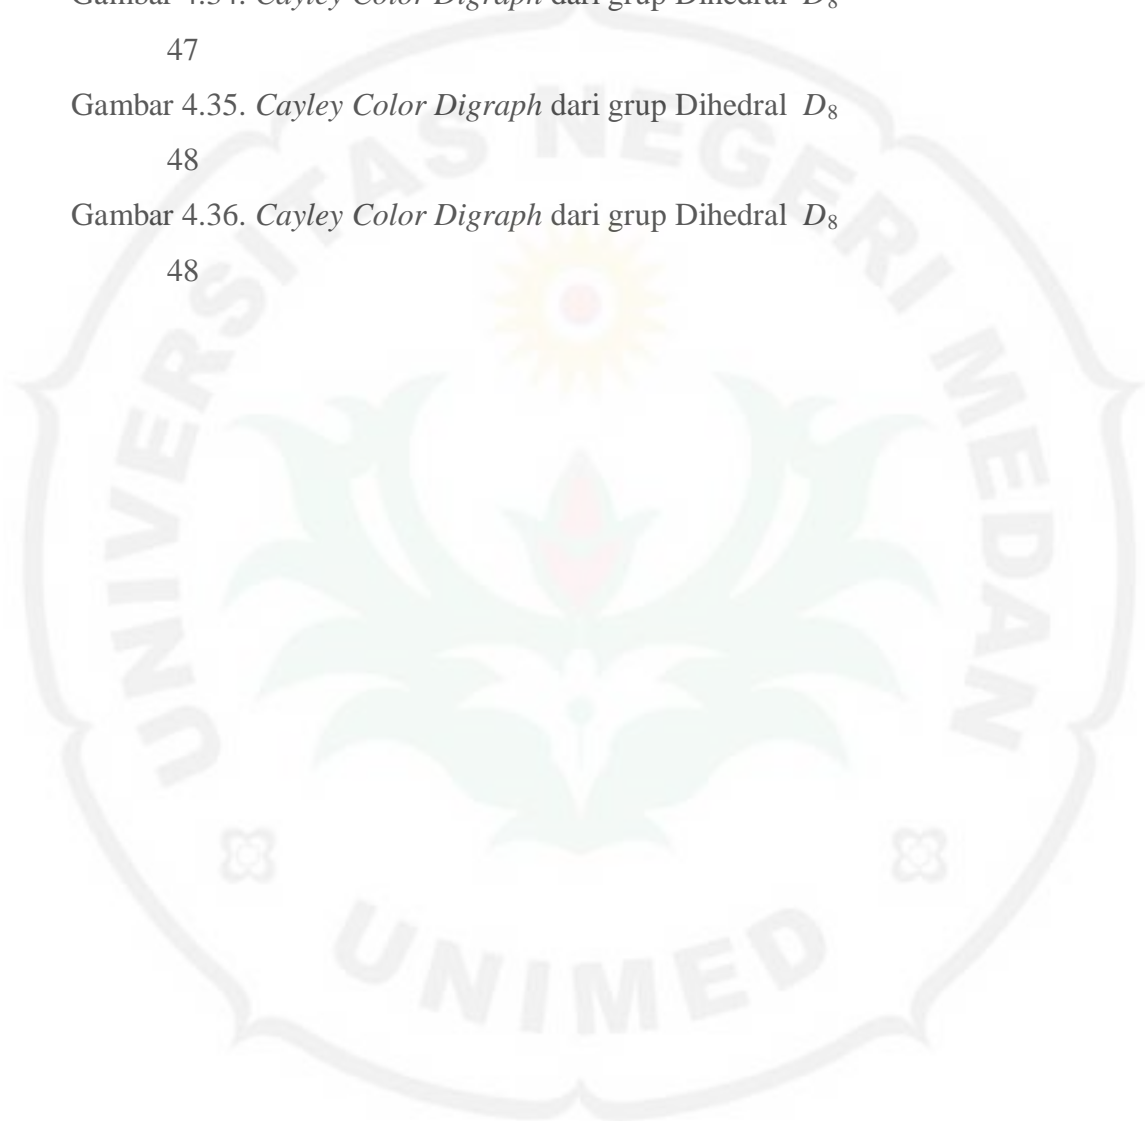 Gambar 4.34. Cayley Color Digraph dari grup Dihedral D8
47
Gambar 4.35. Cayley Color Digraph dari grup Dihedral D8
48
Gambar 4.36. Cayley Color Digraph dari grup Dihedral D8
48
UNIVERSITAS NEGERI MEDAN
UNIMED